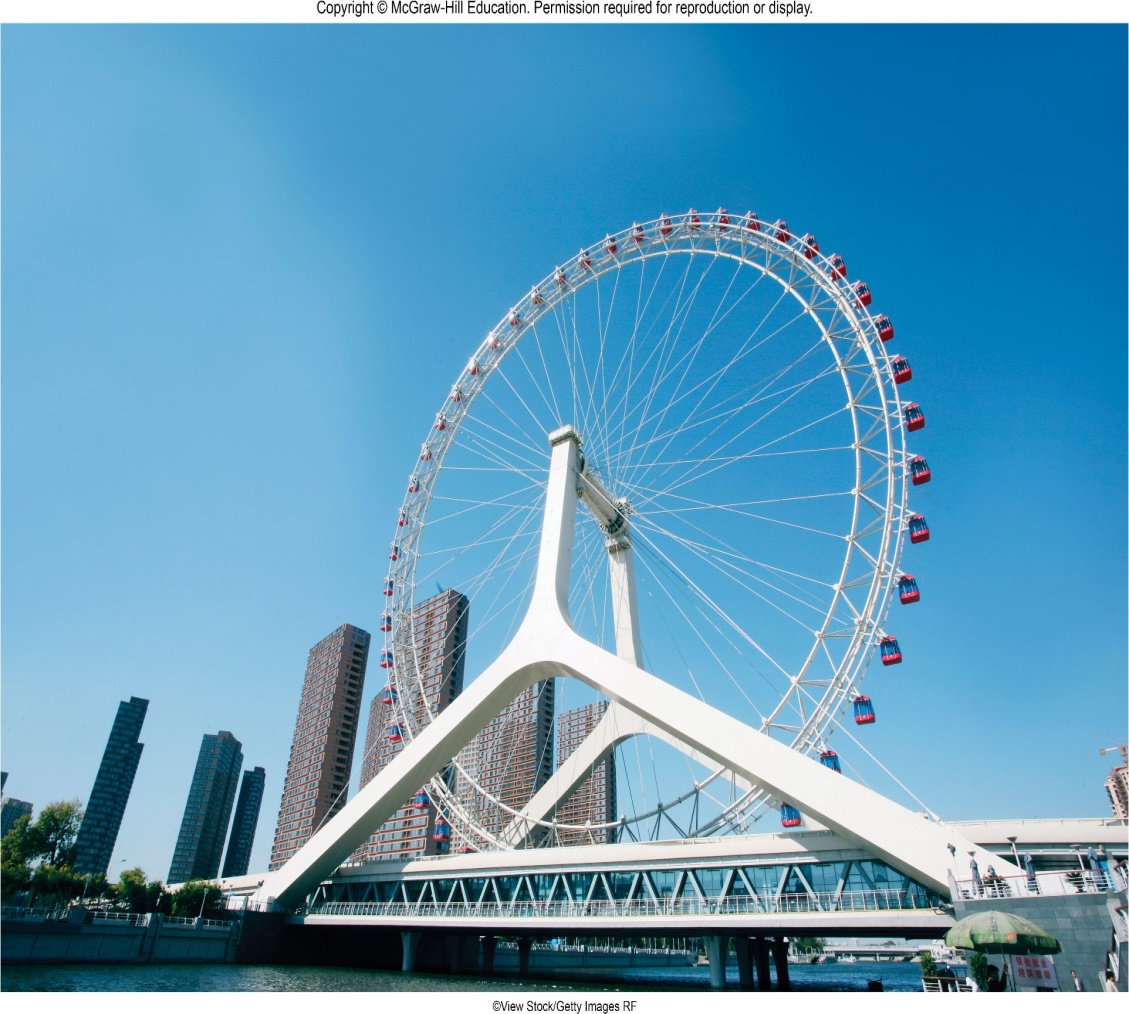 Copyright © McGraw-Hill Education. Permission required for reproduction or display.
©View Stock/Getty Images RF